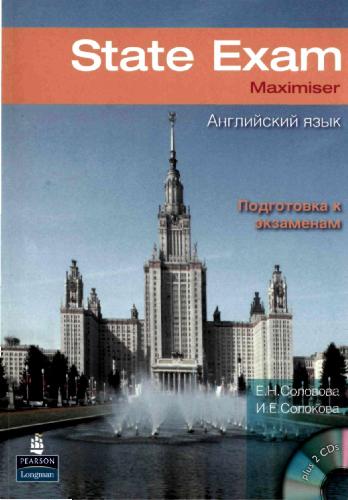 State Exam
Maximiser
Английский язык
Подготовка к
экзаменам
Е.Н.Соловова
И.Е.Солокова
plus 2 CDs
PEARSON
Longman